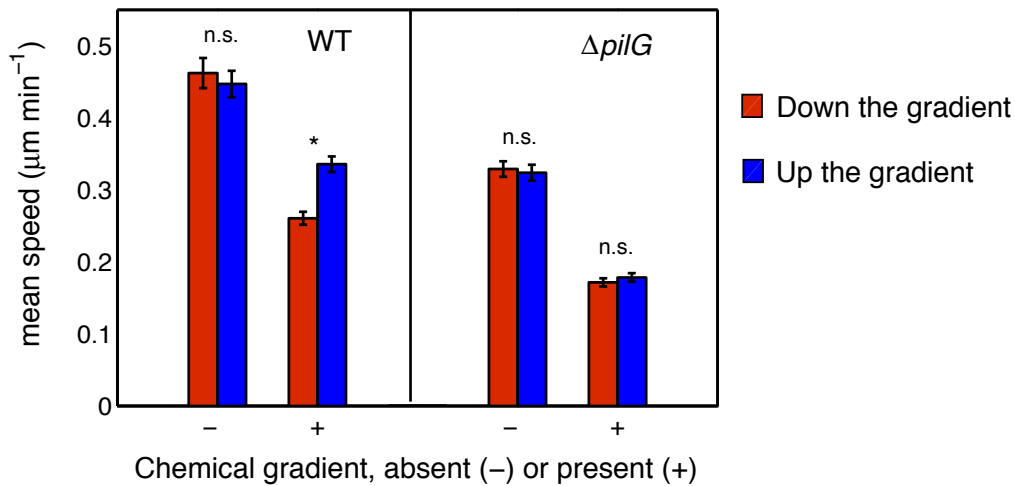 mean speed (μm min⁻¹)
0.5
0.4
0.3
0.2
0.1
0
n.s.
WT
*
ΔpilG
n.s.
n.s.
− + − +
Chemical gradient, absent (−) or present (+)
Down the gradient
Up the gradient